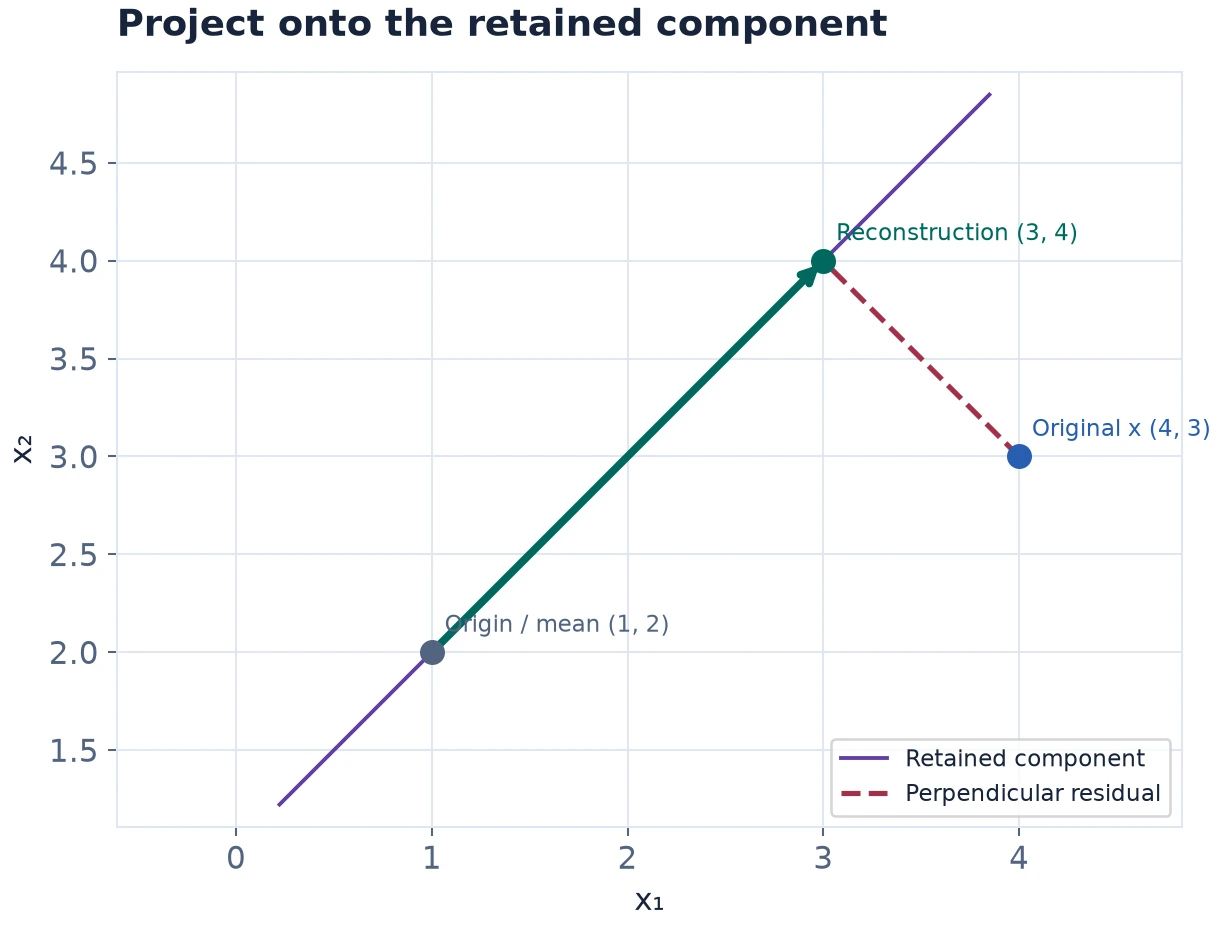 Project onto the retained component
4.5
4.0
3.5
3.0
2.5
2.0
1.5
x₂
Reconstruction (3, 4)
Original x (4, 3)
Origin / mean (1, 2)
Retained component
Perpendicular residual
0 1 2 3 4
x₁